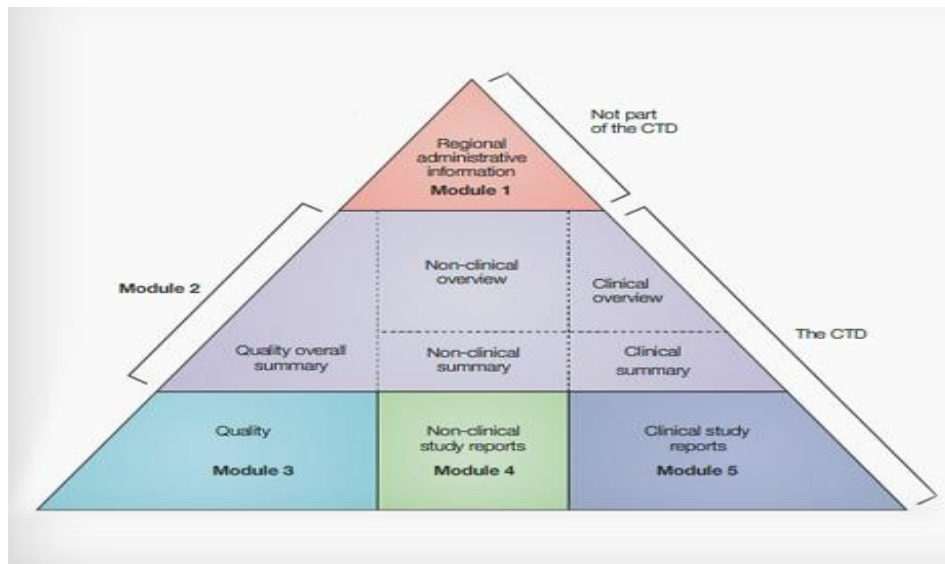 Not part
of the CTD
Regional
administrative
information
Module 1
Module 2
Non-clinical
overview
Clinical
overview
The CTD
Quality overall
summary
Non-clinical
summary
Clinical
summary
Quality
Module 3
Non-clinical
study reports
Module 4
Clinical study
reports
Module 5